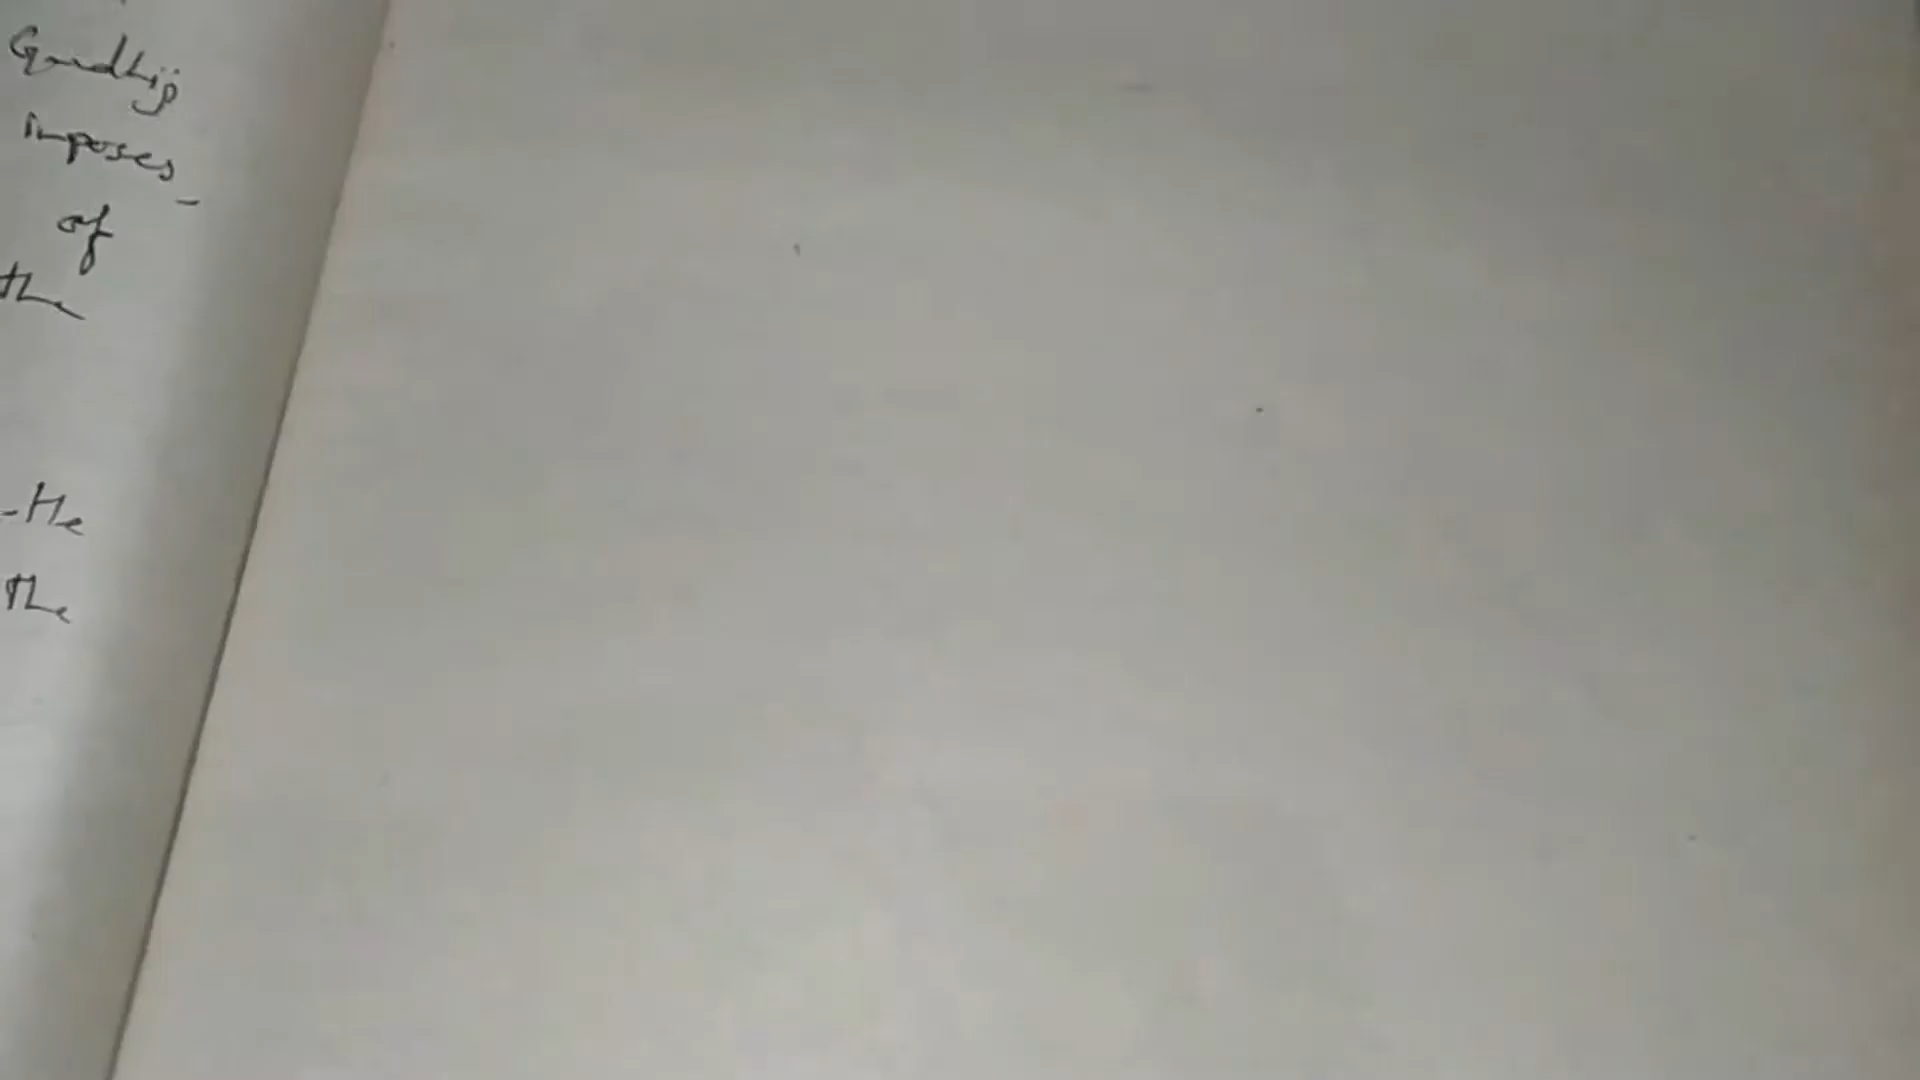 Gandhiji
imposes
of
the
-the
the